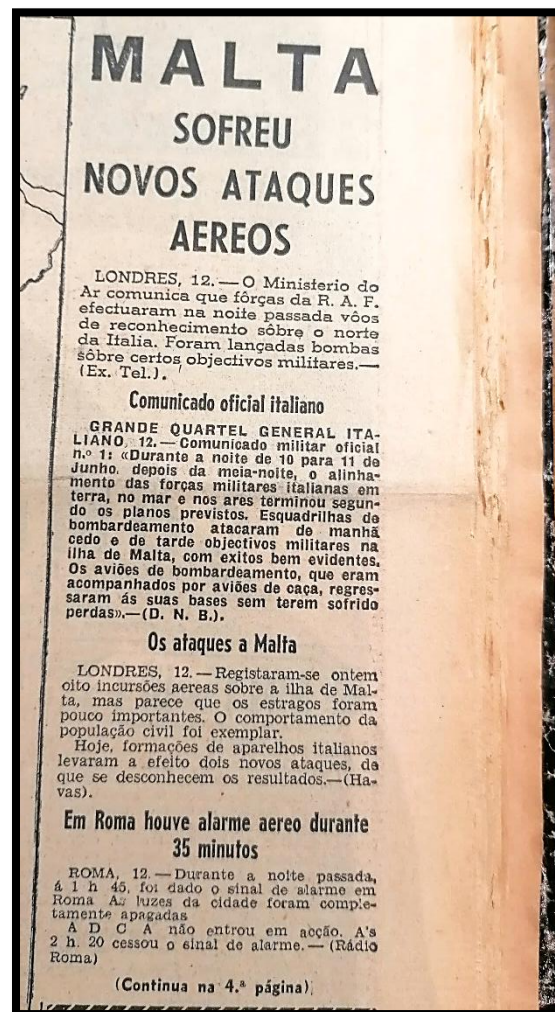 MALTA
SOFREU
NOVOS ATAQUES
AEREOS
LONDRES, 12.—O Ministerio do
Ar comunica que fôrças da R. A. F.
efectuaram na noite passada vôos
de reconhecimento sôbre o norte
da Italia. Foram lançadas bombas
sôbre certos objectivos militares.—
(Ex. Tel.).
Comunicado oficial italiano
GRANDE QUARTEL GENERAL ITA-
LIANO, 12.—Comunicado militar oficial
n.º 1: «Durante a noite de 10 para 11 de
Junho, depois da meia-noite, o alinha-
mento das forças militares italianas em
terra, no mar e nos ares terminou segun-
do os planos previstos. Esquadrilhas de
bombardeamento atacaram de manhã
cedo e de tarde objectivos militares na
ilha de Malta, com exitos bem evidentes.
Os aviões de bombardeamento, que eram
acompanhados por aviões de caça, regres-
saram ás suas bases sem terem sofrido
perdas».—(D. N. B.).
Os ataques a Malta
LONDRES, 12.—Registaram-se ontem
oito incursões aereas sobre a ilha de Mal-
ta, mas parece que os estragos foram
pouco importantes. O comportamento da
população civil foi exemplar.
Hoje, formações de aparelhos italianos
levaram a efeito dois novos ataques, de
que se desconhecem os resultados.—(Ha-
vas).
Em Roma houve alarme aereo durante
35 minutos
ROMA, 12.—Durante a noite passada,
á 1 h 45, foi dado o sinal de alarme em
Roma As luzes da cidade foram comple-
tamente apagadas
A D C A não entrou em acção. A's
2 h. 20 cessou o sinal de alarme.—(Rádio
Roma)
(Continua na 4.ª página)